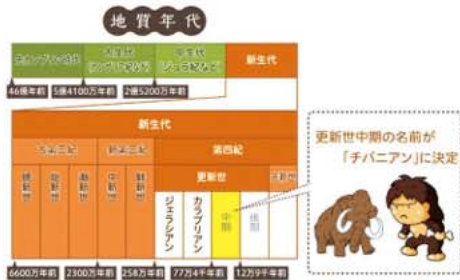 地質年代
先カンブリア時代
古生代
(カンブリア紀など)
中生代
(ジュラ紀など)
新生代
46億年前
5億4100万年前
2億5200万年前
新生代
古第三紀
新第三紀
第四紀
更新世
完新世
暁新世
始新世
漸新世
中新世
鮮新世
ジェラシアン
カラブリアン
中期
後期
6600万年前
2300万年前
258万年前
77万4千年前
12万9千年前
更新世中期の名前が
「チバニアン」に決定